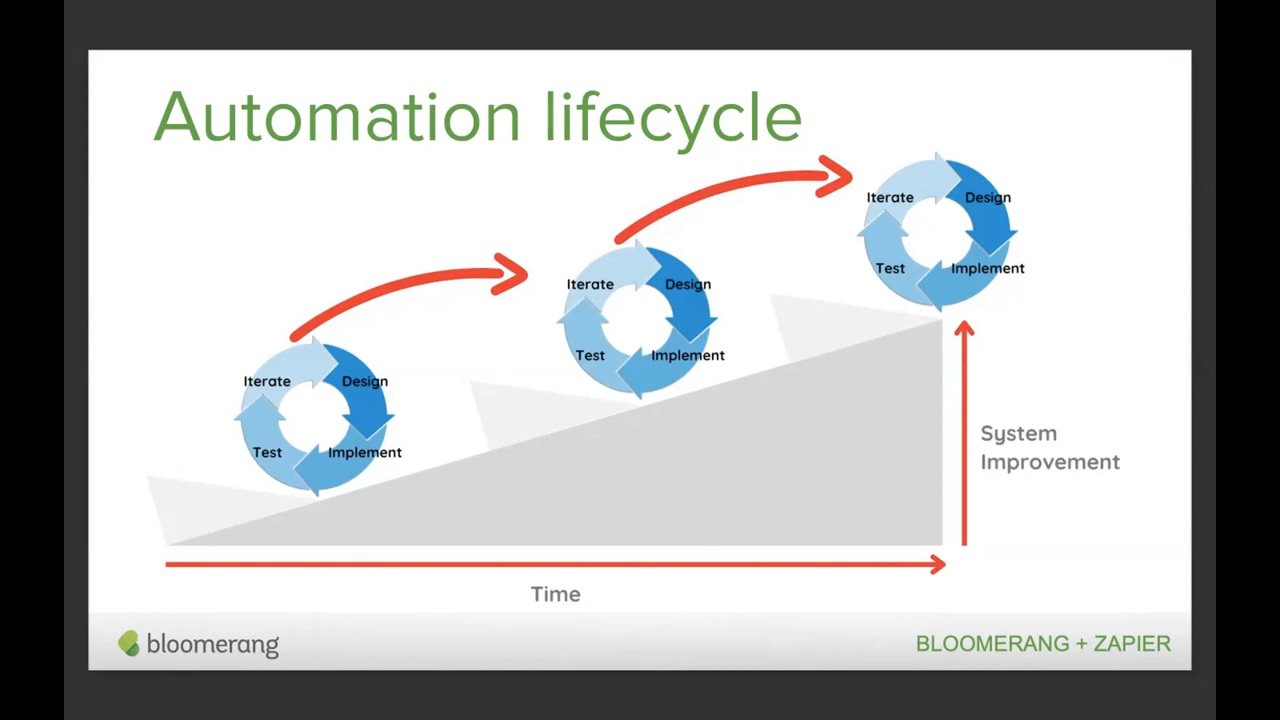 Automation lifecycle
Iterate
Design
Test
Implement
Iterate
Design
Test
Implement
Iterate
Design
Test
Implement
System
Improvement
Time
bloomerang
BLOOMERANG + ZAPIER